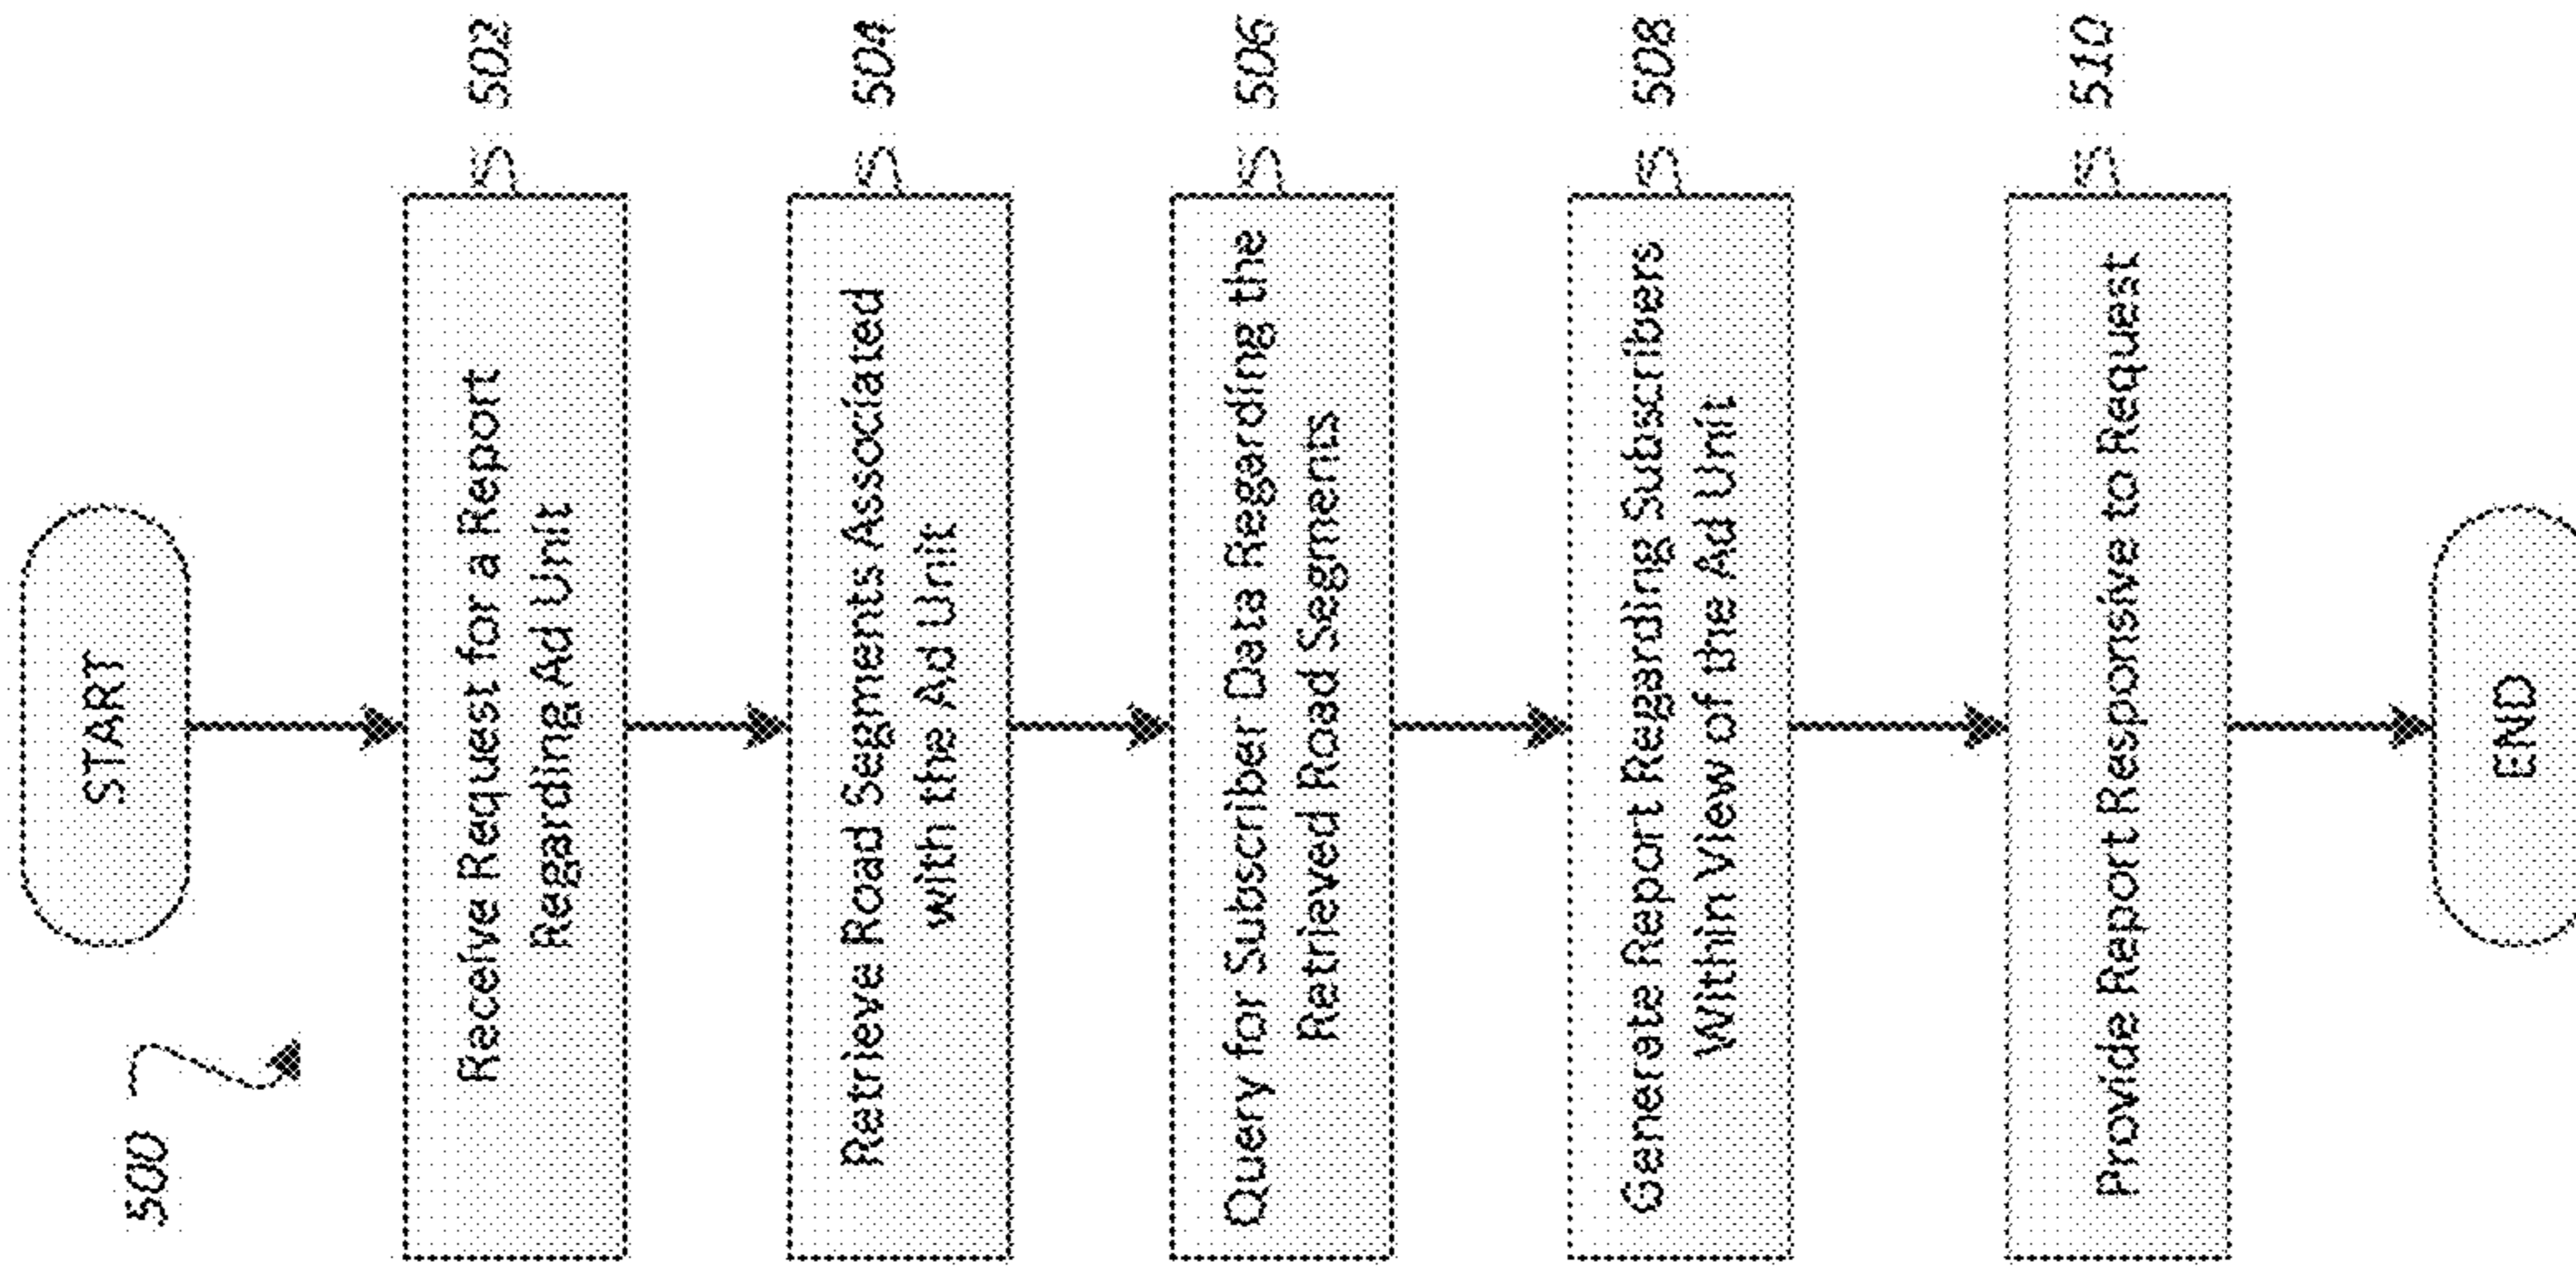 500
START
Receive Request for a Report
Regarding Ad Unit
502
Retrieve Road Segments Associated
with the Ad Unit
504
Query for Subscriber Data Regarding the
Retrieved Road Segments
506
Generate Report Regarding Subscribers
Within View of the Ad Unit
508
Provide Report Responsive to Request
510
END